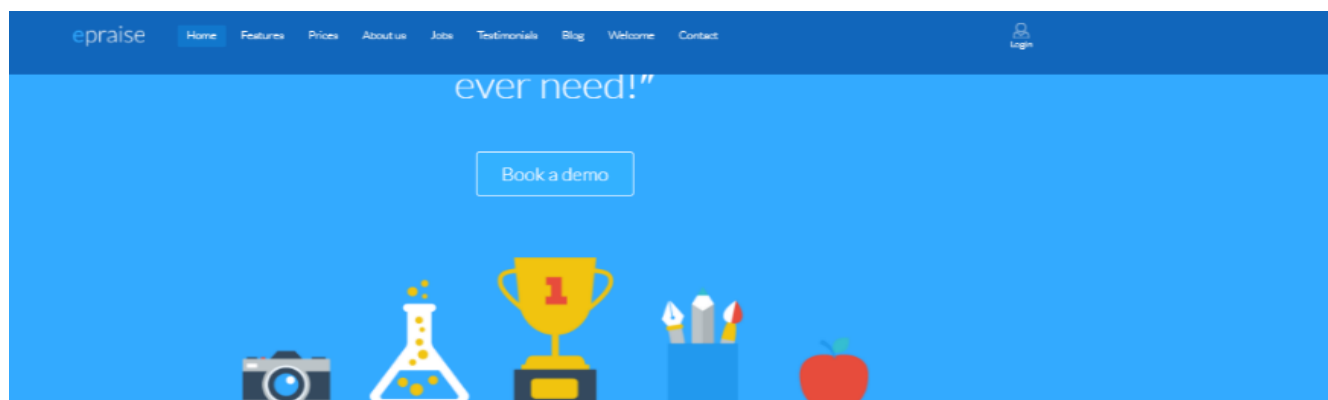 epraise Home Features Prices About us Jobs Testimonials Blog Welcome Contact
Login
ever need!”
Book a demo
1